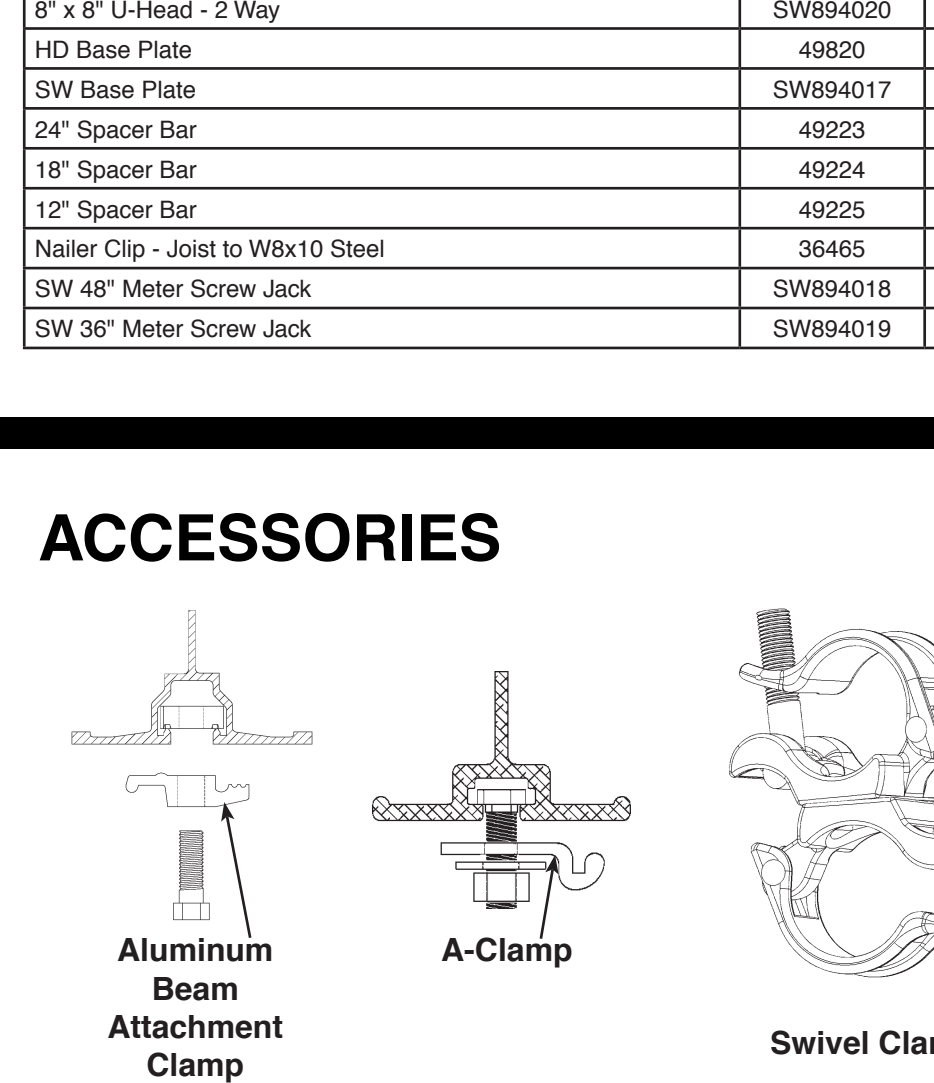 8" x 8" U-Head - 2 Way SW894020
HD Base Plate 49820
SW Base Plate SW894017
24" Spacer Bar 49223
18" Spacer Bar 49224
12" Spacer Bar 49225
Nailer Clip - Joist to W8x10 Steel 36465
SW 48" Meter Screw Jack SW894018
SW 36" Meter Screw Jack SW894019
ACCESSORIES
Aluminum
Beam
Attachment
Clamp
A-Clamp
Swivel